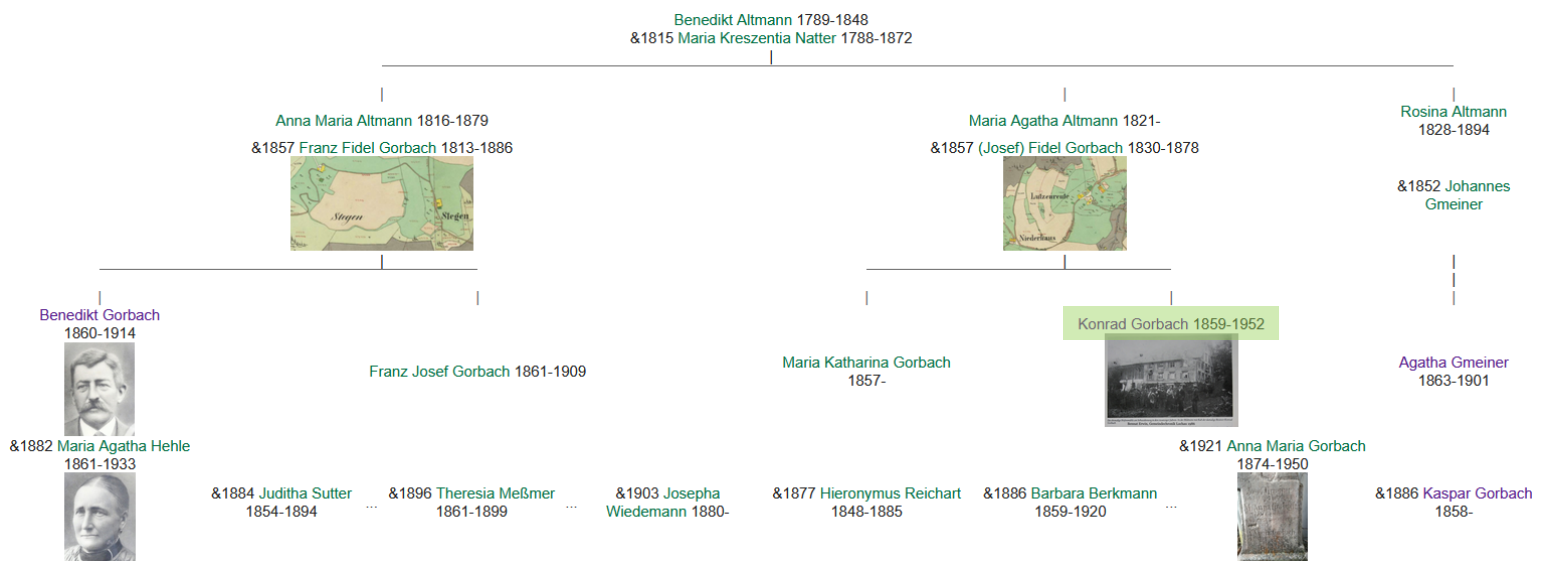 Benedikt Altmann 1789-1848
&1815 Maria Kreszentia Natter 1788-1872
Anna Maria Altmann 1816-1879
&1857 Franz Fidel Gorbach 1813-1886
Stegen
Stegen
Maria Agatha Altmann 1821-
&1857 (Josef) Fidel Gorbach 1830-1878
Lutzenreute
Niederhaus
Rosina Altmann
1828-1894
&1852 Johannes
Gmeiner
Benedikt Gorbach
1860-1914
&1882 Maria Agatha Hehle
1861-1933
Franz Josef Gorbach 1861-1909
&1884 Juditha Sutter
1854-1894
...
&1896 Theresia Meßmer
1861-1899
...
&1903 Josepha
Wiedemann 1880-
Maria Katharina Gorbach
1857-
&1877 Hieronymus Reichart
1848-1885
Konrad Gorbach 1859-1952
&1886 Barbara Berkmann
1859-1920
...
&1921 Anna Maria Gorbach
1874-1950
Agatha Gmeiner
1863-1901
&1886 Kaspar Gorbach
1858-